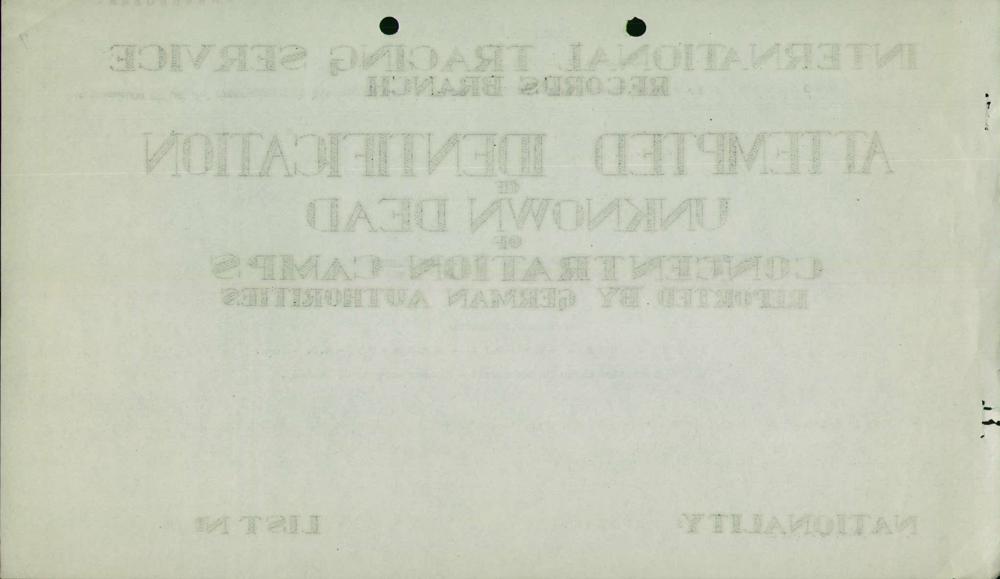 INTERNATIONAL TRACING SERVICE
RECORDS BRANCH
ATTEMPTED IDENTIFICATION
OF
UNKNOWN DEAD
OF
CONCENTRATION CAMPS
REPORTED BY GERMAN AUTHORITIES
NATIONALITY:
LIST Nº